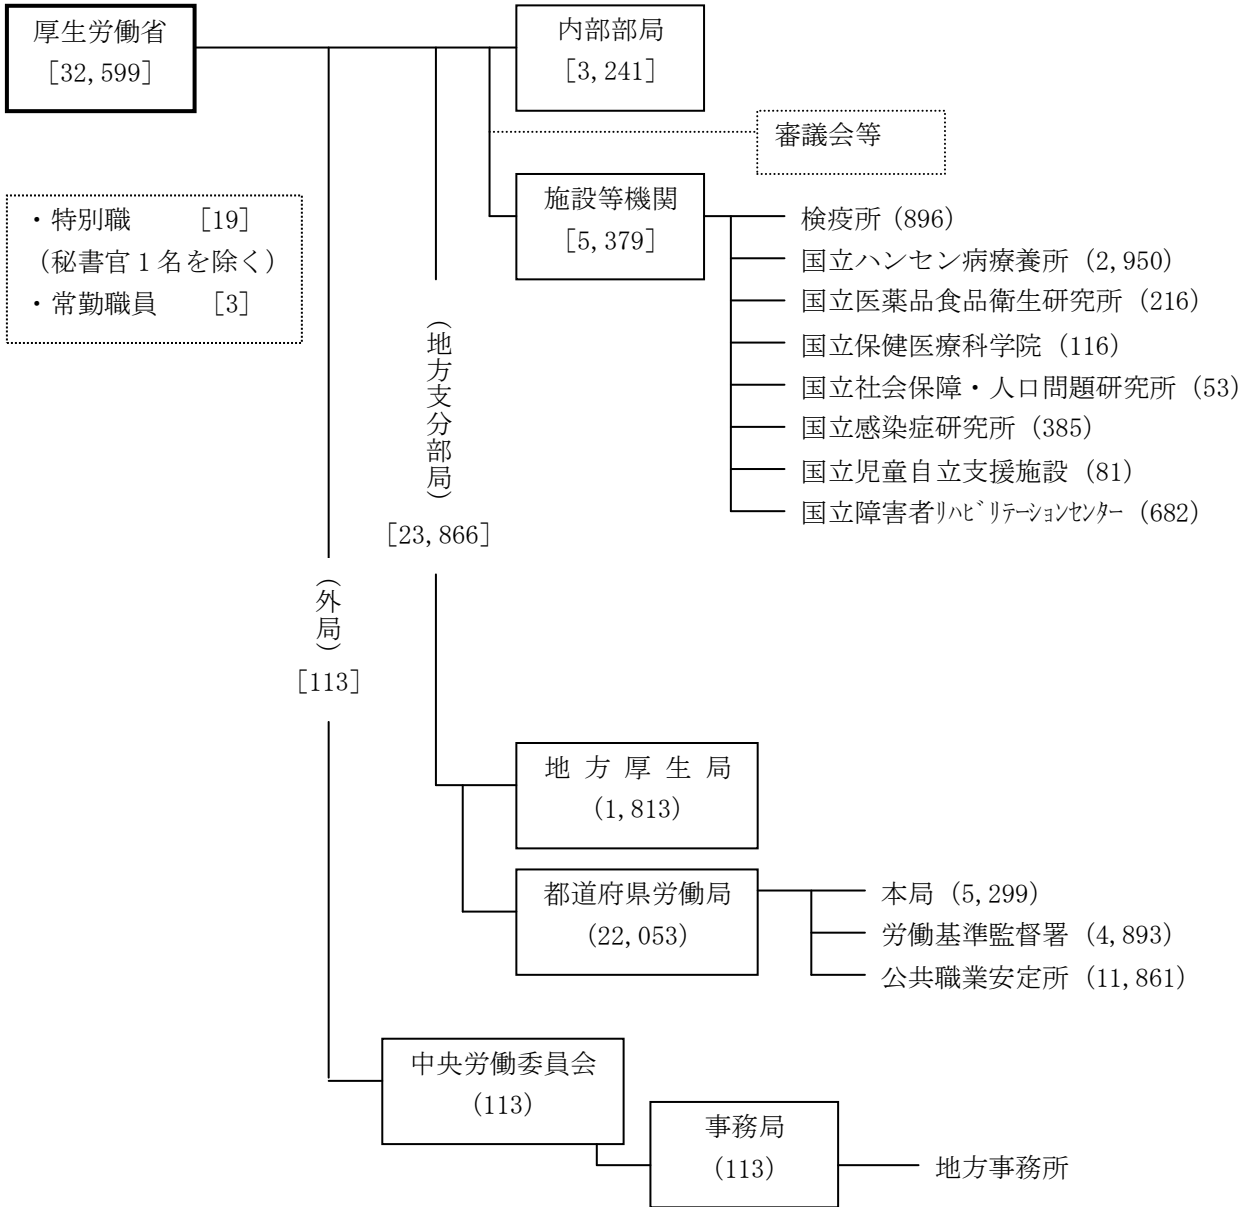 厚生労働省
[32,599]
内部部局
[3,241]
審議会等
施設等機関
[5,379]
・特別職 [19]
(秘書官1名を除く)
・常勤職員 [3]
検疫所 (896)
国立ハンセン病療養所 (2,950)
国立医薬品食品衛生研究所 (216)
国立保健医療科学院 (116)
国立社会保障・人口問題研究所 (53)
国立感染症研究所 (385)
国立児童自立支援施設 (81)
国立障害者ﾘﾊﾋﾞﾘﾃｰｼｮﾝｾﾝﾀｰ (682)
(地方支分部局)
[23,866]
(外局)
[113]
地方厚生局
(1,813)
都道府県労働局
(22,053)
本局 (5,299)
労働基準監督署 (4,893)
公共職業安定所 (11,861)
中央労働委員会
(113)
事務局
(113)
地方事務所